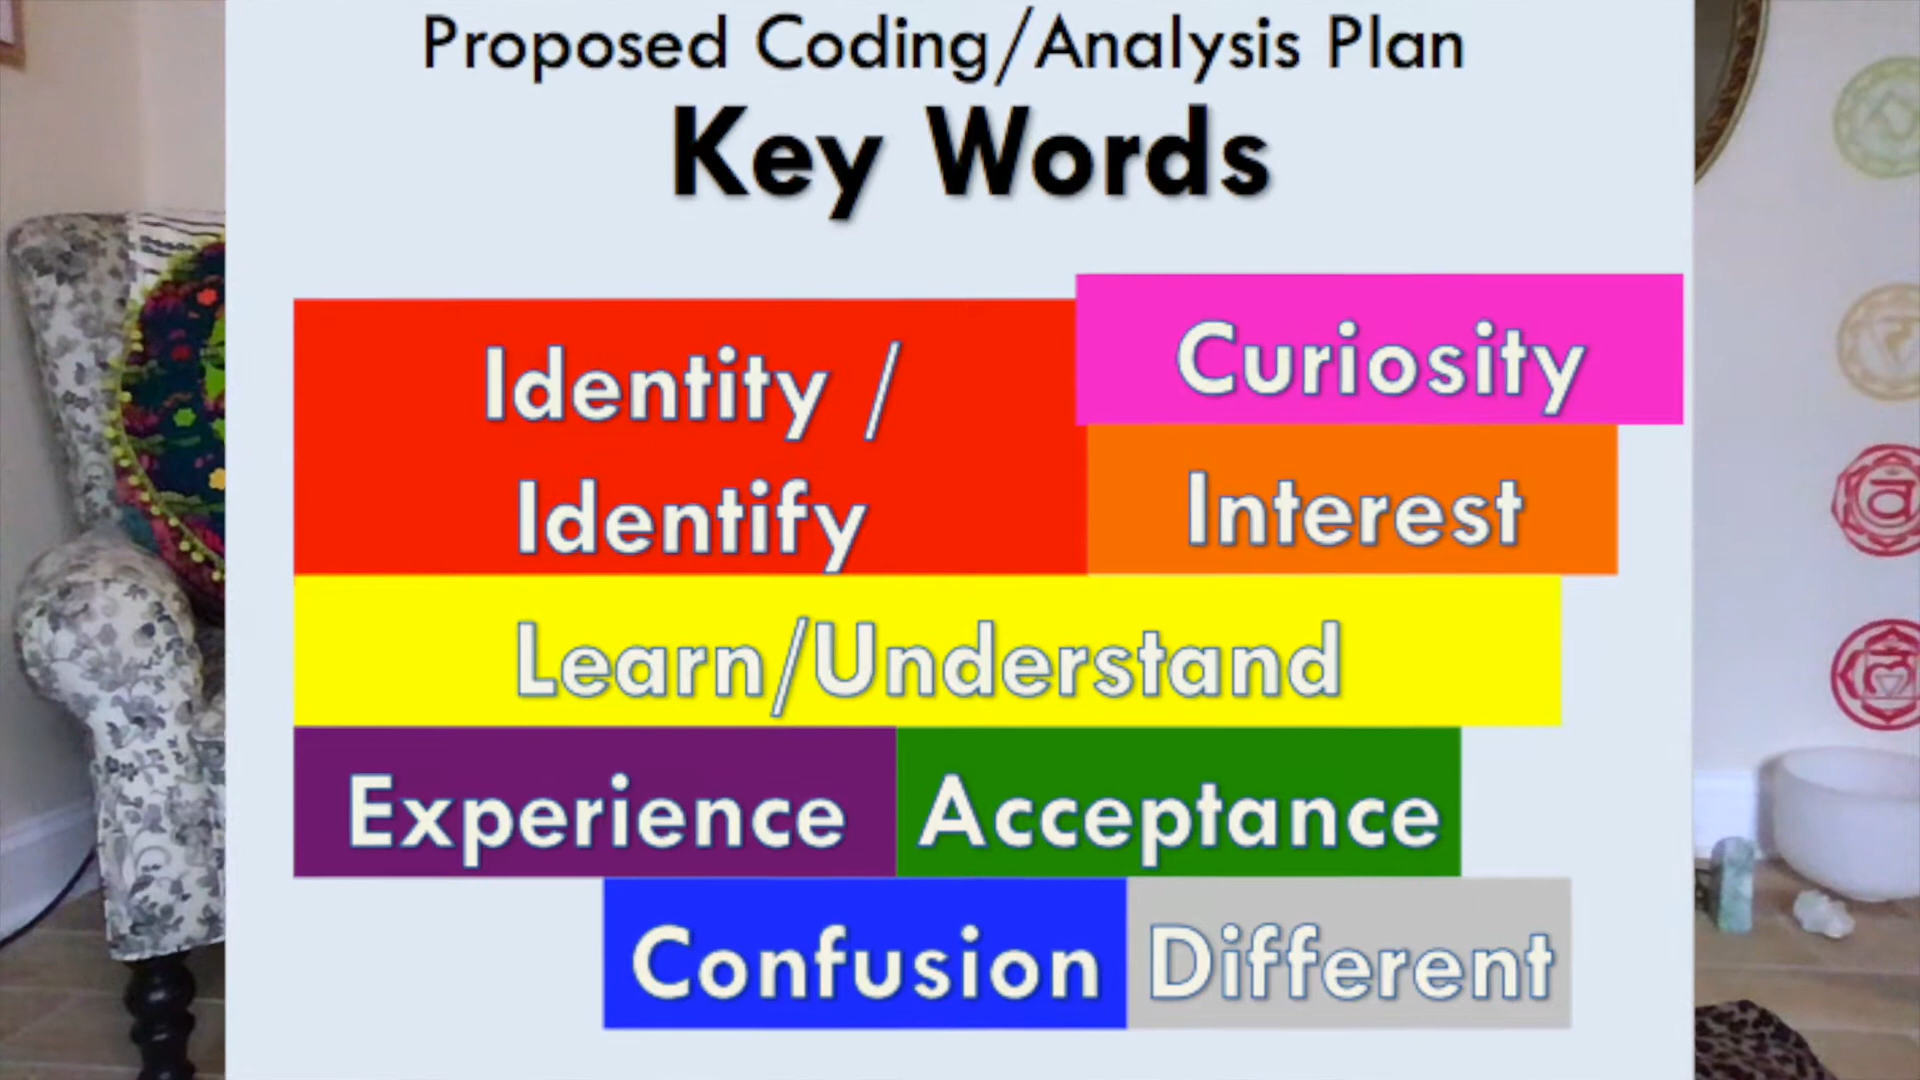 Proposed Coding/Analysis Plan
Key Words
Identity /
Identify
Curiosity
Interest
Learn/Understand
Experience
Acceptance
Confusion
Different